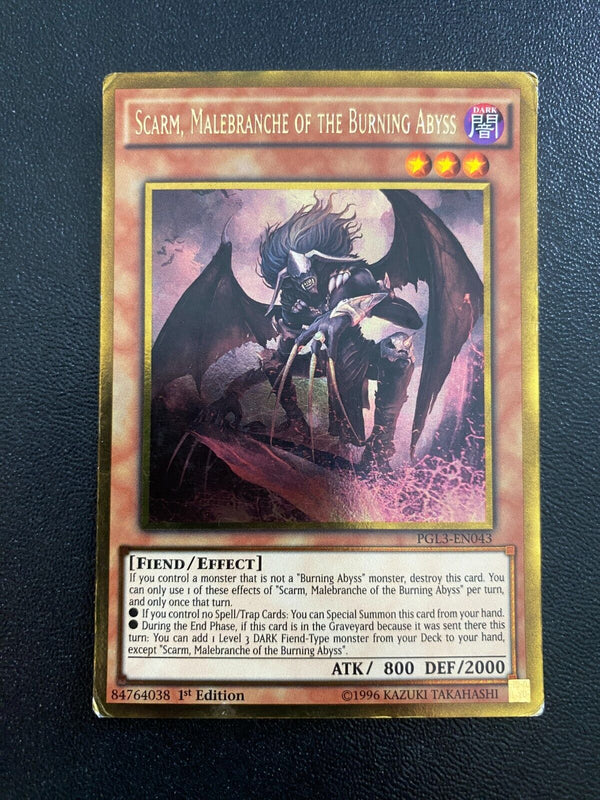 SCARM, MALEBRANCHE OF THE BURNING ABYSS
DARK
闇
PGL3-EN043
[FIEND/EFFECT]
If you control a monster that is not a "Burning Abyss" monster, destroy this card. You
can only use 1 of these effects of "Scarm, Malebranche of the Burning Abyss" per turn,
and only once that turn.
● If you control no Spell/Trap Cards: You can Special Summon this card from your hand.
● During the End Phase, if this card is in the Graveyard because it was sent there this
turn: You can add 1 Level 3 DARK Fiend-Type monster from your Deck to your hand,
except "Scarm, Malebranche of the Burning Abyss".
ATK/ 800 DEF/2000
84764038 1st Edition ©1996 KAZUKI TAKAHASHI